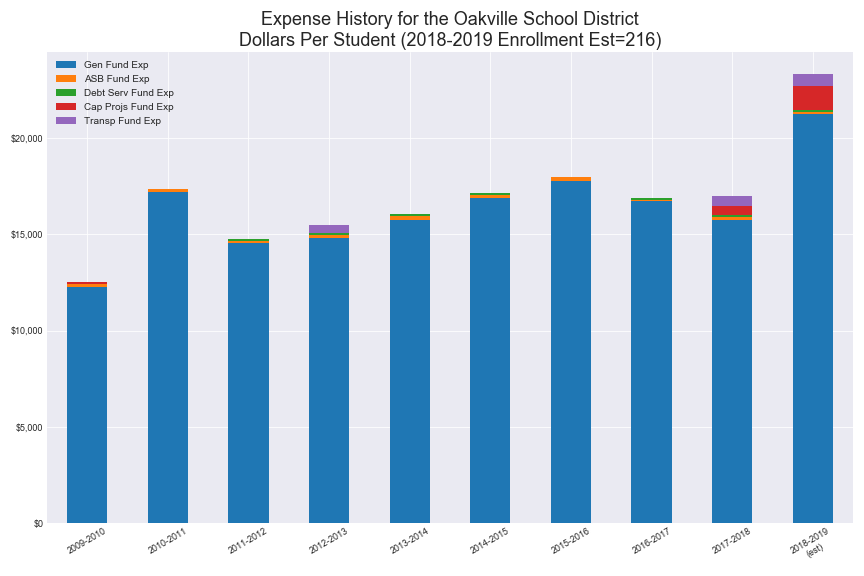 Expense History for the Oakville School District
Dollars Per Student (2018-2019 Enrollment Est=216)
Gen Fund Exp
ASB Fund Exp
Debt Serv Fund Exp
Cap Projs Fund Exp
Transp Fund Exp
$20,000
$15,000
$10,000
$5,000
$0
2009-2010
2010-2011
2011-2012
2012-2013
2013-2014
2014-2015
2015-2016
2016-2017
2017-2018
2018-2019
(est)